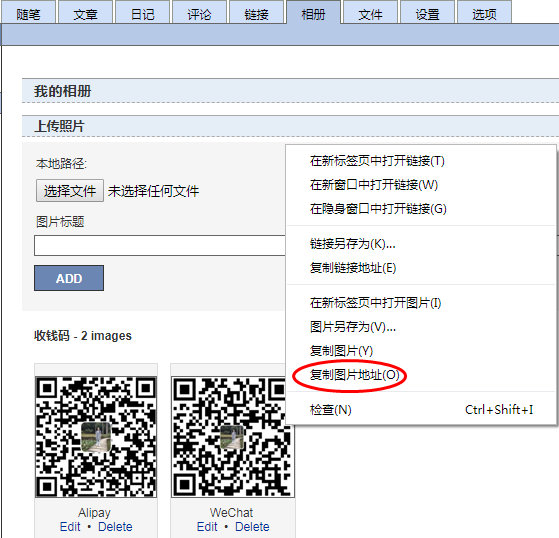 随笔 文章 日记 评论 链接 相册 文件 设置 选项
我的相册
上传照片
本地路径:
选择文件 未选择任何文件
图片标题
ADD
收钱码 - 2 images
Alipay
Edit • Delete
WeChat
Edit • Delete
在新标签页中打开链接(T)
在新窗口中打开链接(W)
在隐身窗口中打开链接(G)
链接另存为(K)...
复制链接地址(E)
在新标签页中打开图片(I)
图片另存为(V)...
复制图片(Y)
复制图片地址(O)
检查(N) Ctrl+Shift+I